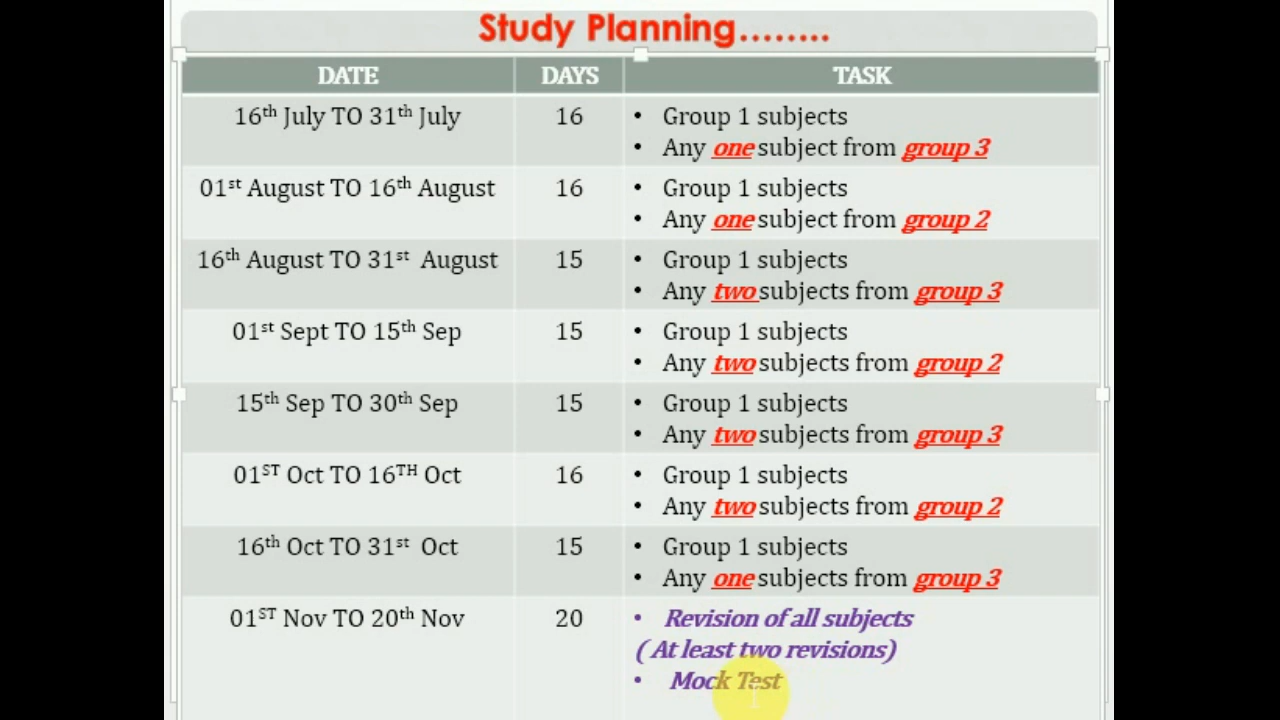 Study Planning........
DATE DAYS TASK
16th July TO 31th July 16 • Group 1 subjects
• Any one subject from group 3
01st August TO 16th August 16 • Group 1 subjects
• Any one subject from group 2
16th August TO 31st August 15 • Group 1 subjects
• Any two subjects from group 3
01st Sept TO 15th Sep 15 • Group 1 subjects
• Any two subjects from group 2
15th Sep TO 30th Sep 15 • Group 1 subjects
• Any two subjects from group 3
01ST Oct TO 16TH Oct 16 • Group 1 subjects
• Any two subjects from group 2
16th Oct TO 31st Oct 15 • Group 1 subjects
• Any one subjects from group 3
01ST Nov TO 20th Nov 20 • Revision of all subjects
( At least two revisions)
• Mock Test